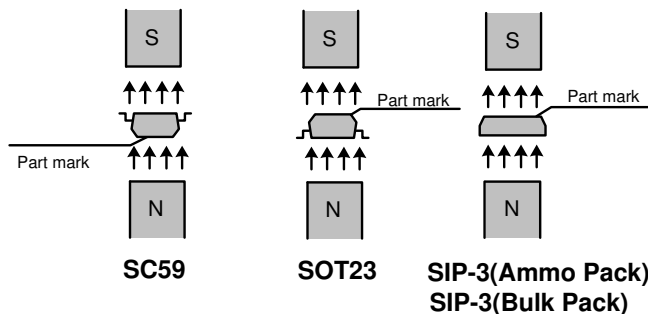 S
S
S
Part mark
Part mark
Part mark
N
N
N
SC59
SOT23
SIP-3(Ammo Pack)
SIP-3(Bulk Pack)